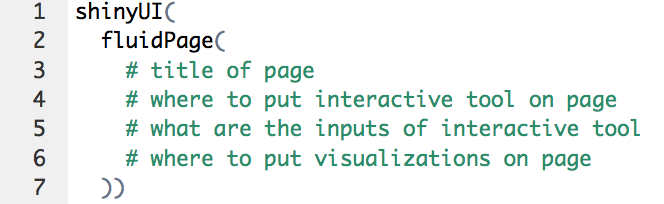 1 shinyUI(
2 fluidPage(
3 # title of page
4 # where to put interactive tool on page
5 # what are the inputs of interactive tool
6 # where to put visualizations on page
7 ))